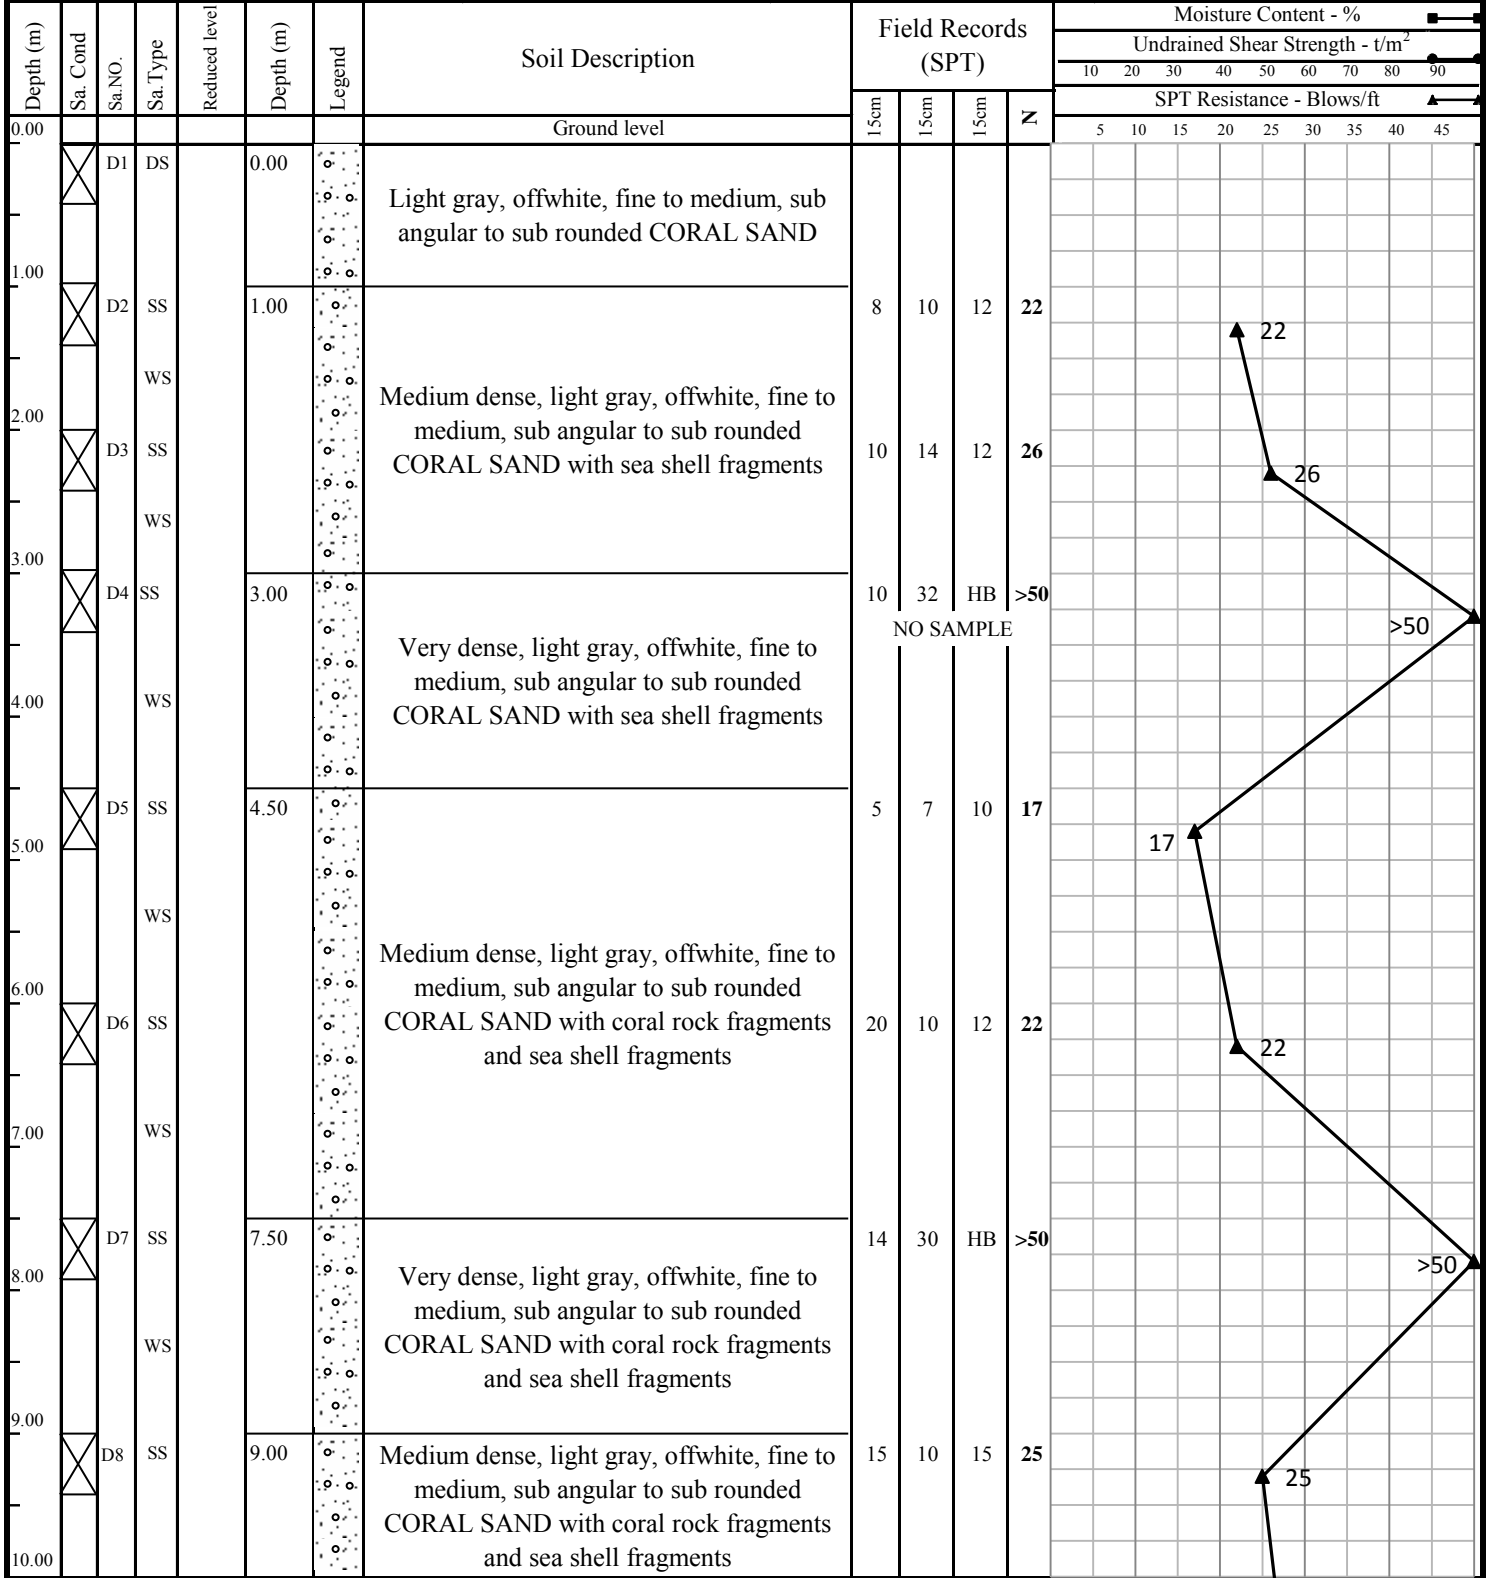 Depth (m)
Sa. Cond
Sa.NO.
Sa.Type
Reduced level
Depth (m)
Legend
Soil Description
Field Records
(SPT)
15cm 15cm 15cm N
Moisture Content - %
Undrained Shear Strength - t/m²
10 20 30 40 50 60 70 80 90
SPT Resistance - Blows/ft
5 10 15 20 25 30 35 40 45
0.00
Ground level
D1 DS 0.00
Light gray, offwhite, fine to medium, sub
angular to sub rounded CORAL SAND
1.00
D2 SS 1.00 8 10 12 22
22
WS
Medium dense, light gray, offwhite, fine to
medium, sub angular to sub rounded
CORAL SAND with sea shell fragments
2.00
D3 SS 10 14 12 26
26
WS
3.00
D4 SS 3.00 10 32 HB >50
NO SAMPLE
>50
Very dense, light gray, offwhite, fine to
medium, sub angular to sub rounded
CORAL SAND with sea shell fragments
WS
4.00
D5 SS 4.50 5 7 10 17
17
5.00
WS
Medium dense, light gray, offwhite, fine to
medium, sub angular to sub rounded
CORAL SAND with coral rock fragments
and sea shell fragments
6.00
D6 SS 20 10 12 22
22
WS
7.00
D7 SS 7.50 14 30 HB >50
>50
8.00
Very dense, light gray, offwhite, fine to
medium, sub angular to sub rounded
CORAL SAND with coral rock fragments
and sea shell fragments
WS
9.00
D8 SS 9.00 15 10 15 25
25
Medium dense, light gray, offwhite, fine to
medium, sub angular to sub rounded
CORAL SAND with coral rock fragments
and sea shell fragments
10.00